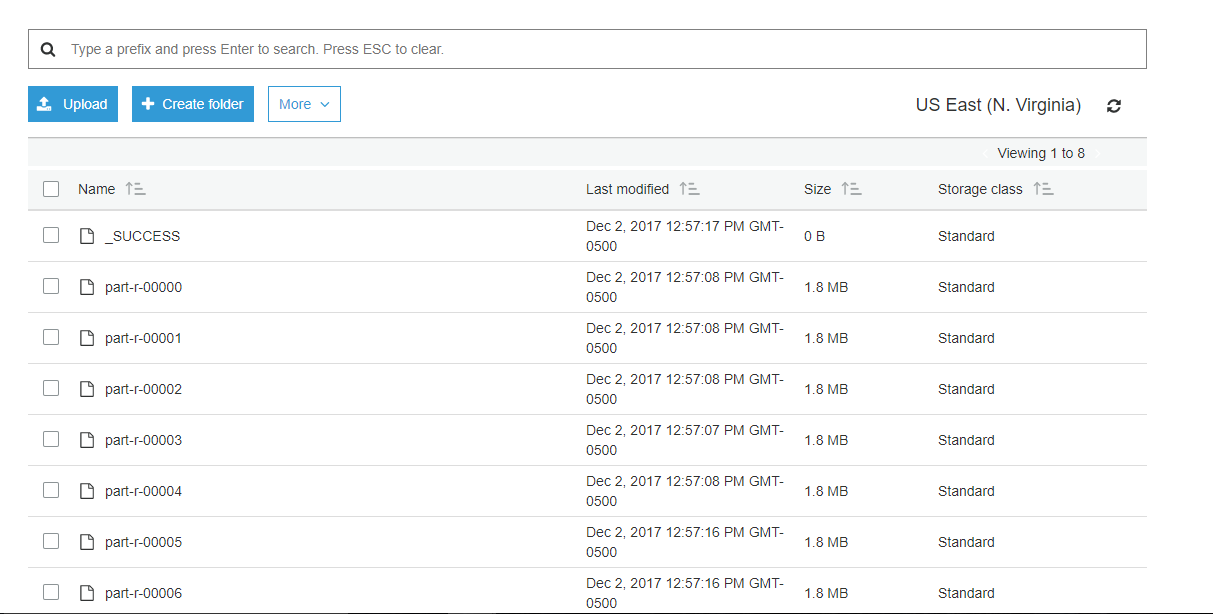 Type a prefix and press Enter to search. Press ESC to clear.
Upload Create folder More US East (N. Virginia)
Viewing 1 to 8
Name Last modified Size Storage class
_SUCCESS Dec 2, 2017 12:57:17 PM GMT-
0500 0 B Standard
part-r-00000 Dec 2, 2017 12:57:08 PM GMT-
0500 1.8 MB Standard
part-r-00001 Dec 2, 2017 12:57:08 PM GMT-
0500 1.8 MB Standard
part-r-00002 Dec 2, 2017 12:57:08 PM GMT-
0500 1.8 MB Standard
part-r-00003 Dec 2, 2017 12:57:07 PM GMT-
0500 1.8 MB Standard
part-r-00004 Dec 2, 2017 12:57:08 PM GMT-
0500 1.8 MB Standard
part-r-00005 Dec 2, 2017 12:57:16 PM GMT-
0500 1.8 MB Standard
part-r-00006 Dec 2, 2017 12:57:16 PM GMT-
0500 1.8 MB Standard